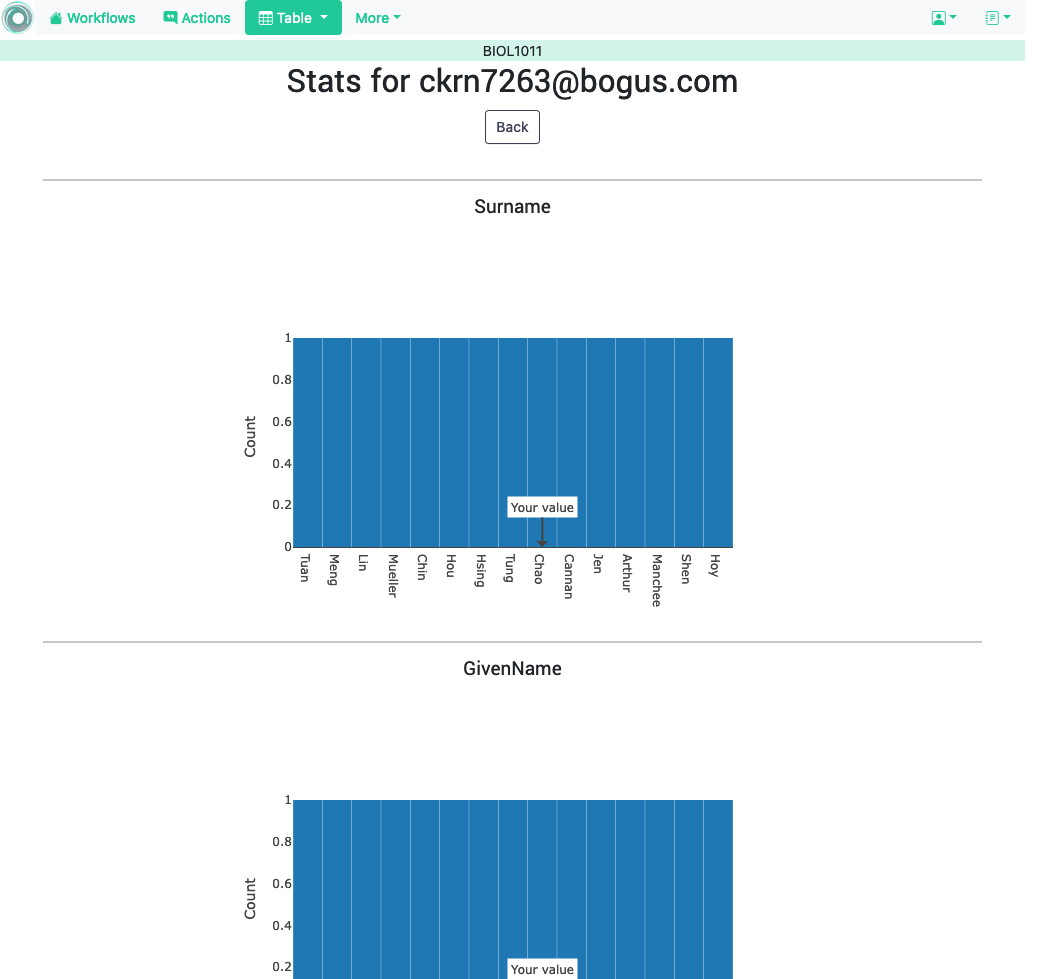 Workflows Actions Table More
BIOL1011
Stats for ckrn7263@bogus.com
Back
Surname
1
0.8
0.6
0.4
0.2
0
Count
Your value
Tuan Meng Lin Mueller Chin Hou Hsing Tung Chao Cannan Jen Arthur Manchee Shen Hoy
GivenName
1
0.8
0.6
0.4
0.2
Count
Your value